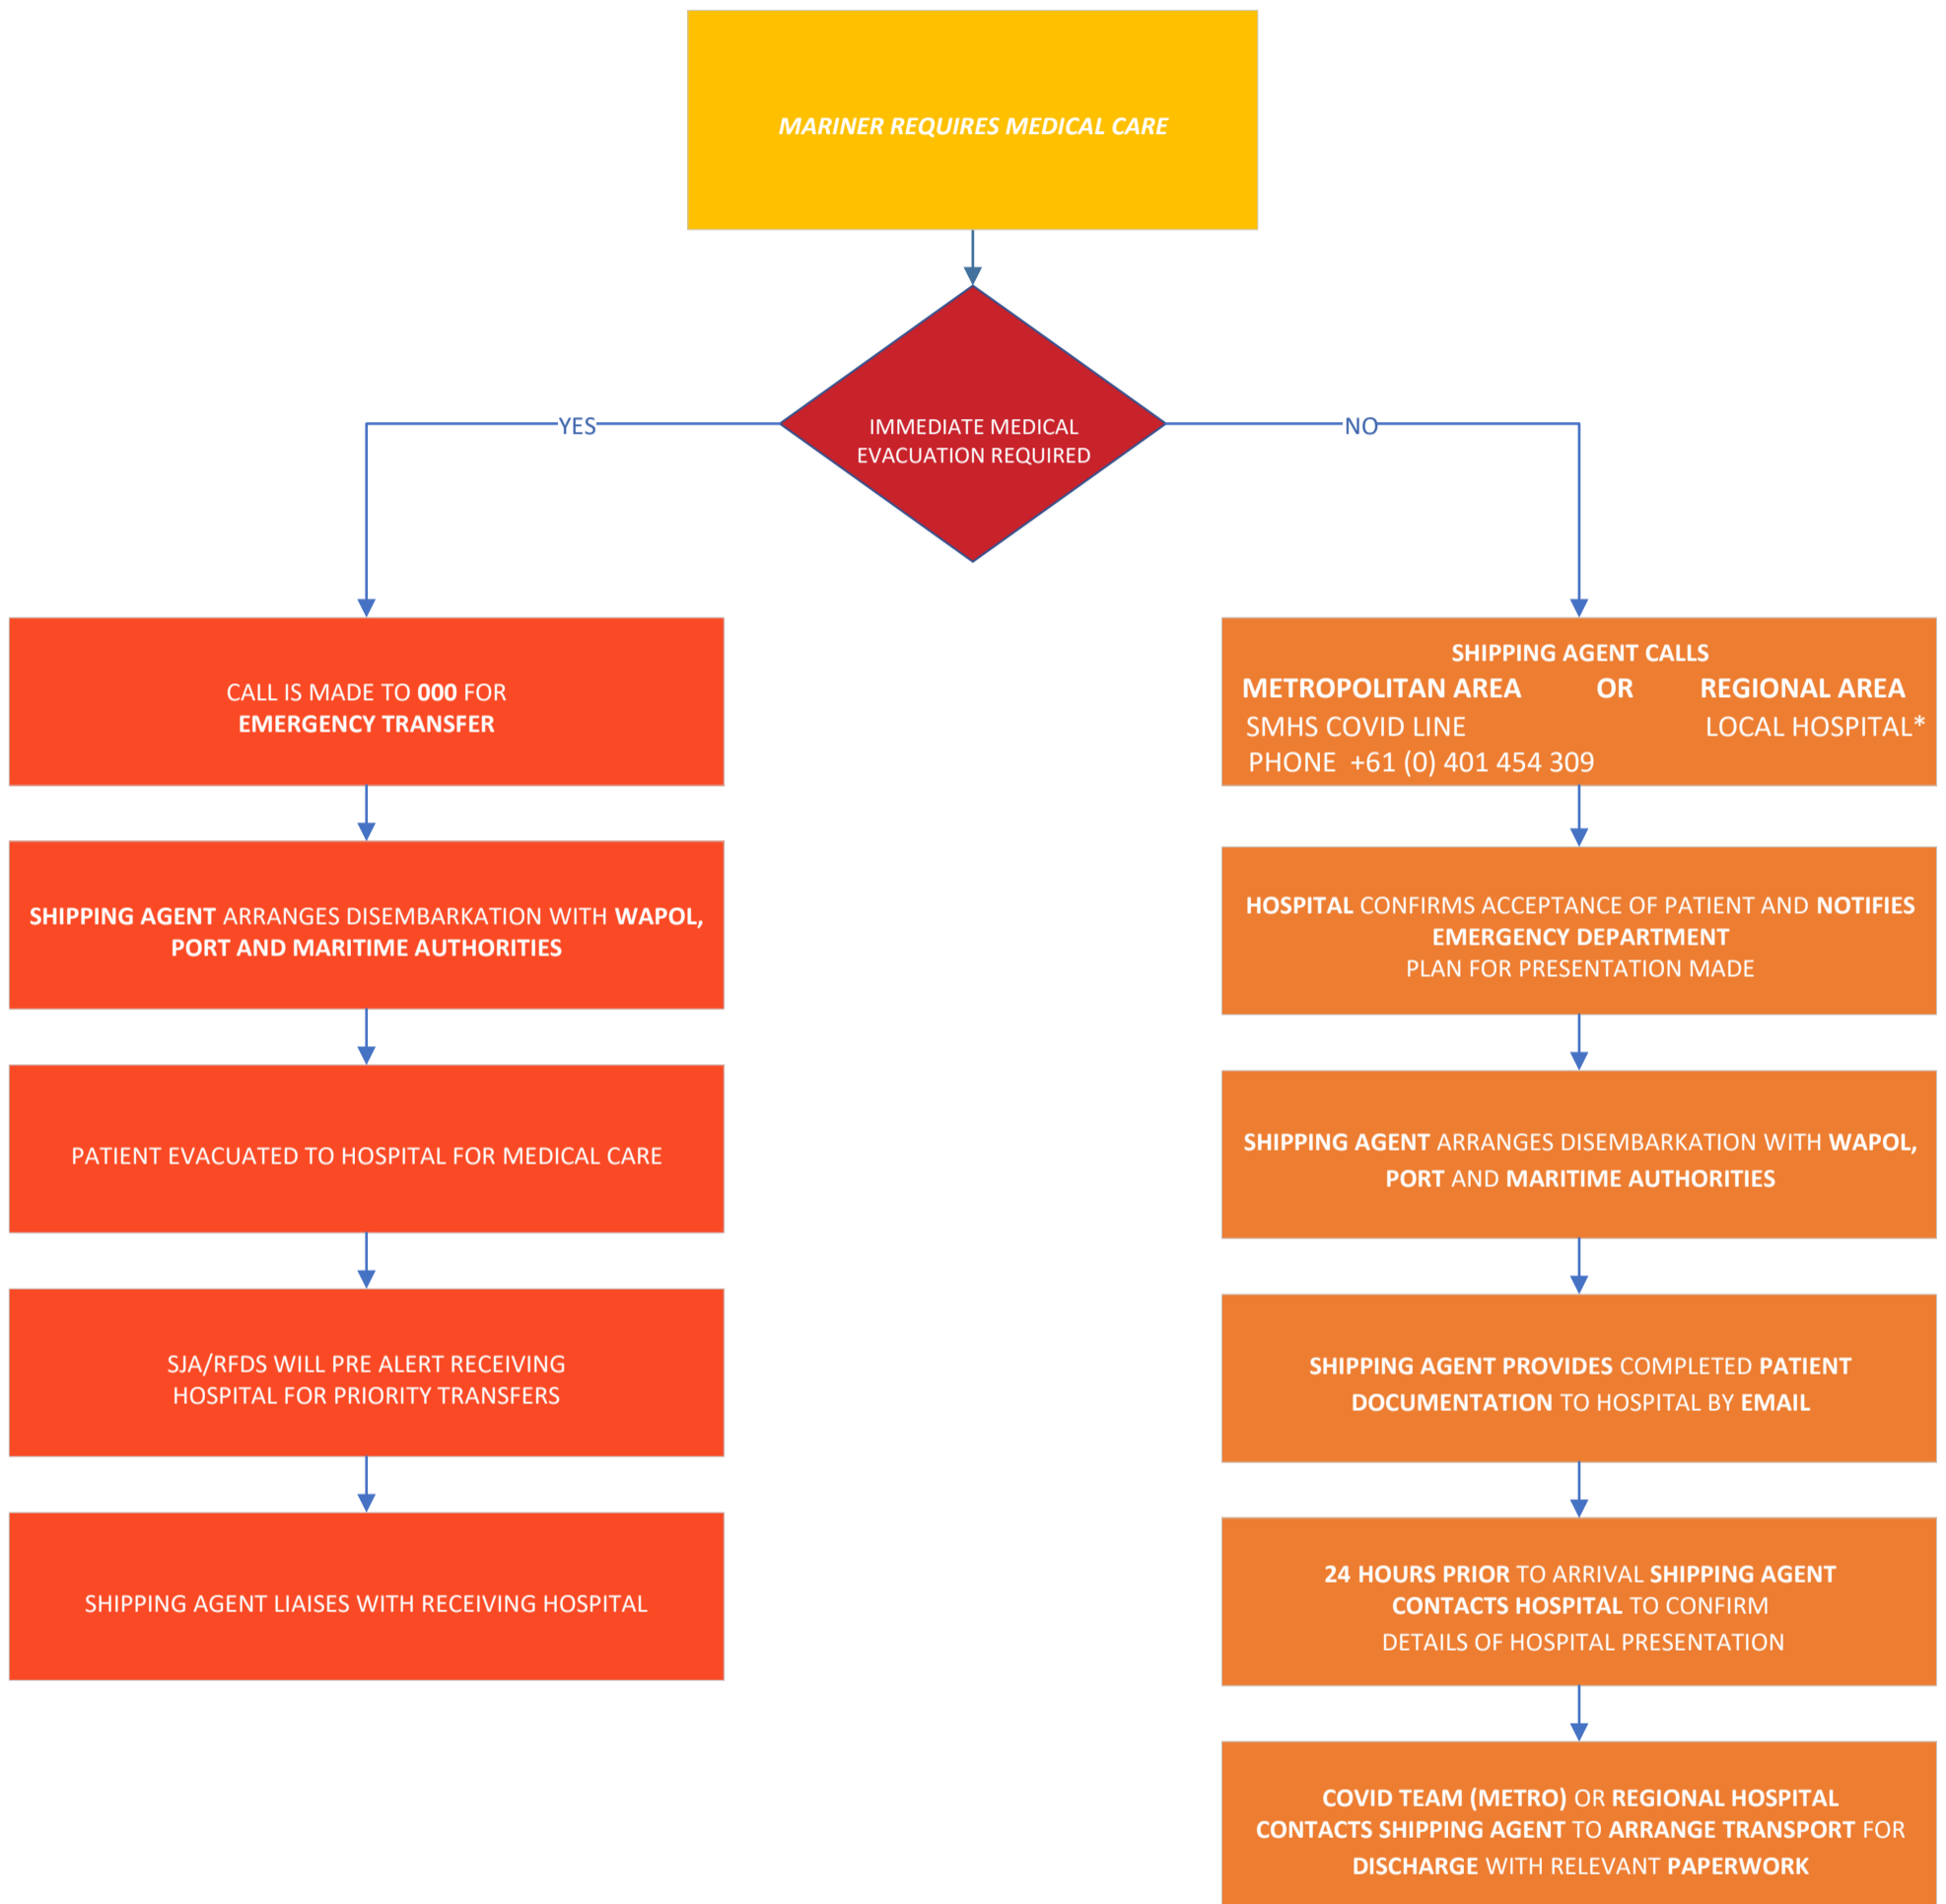 MARINER REQUIRES MEDICAL CARE
IMMEDIATE MEDICAL
EVACUATION REQUIRED
YES
NO
CALL IS MADE TO 000 FOR
EMERGENCY TRANSFER
SHIPPING AGENT ARRANGES DISEMBARKATION WITH WAPOL,
PORT AND MARITIME AUTHORITIES
PATIENT EVACUATED TO HOSPITAL FOR MEDICAL CARE
SJA/RFDS WILL PRE ALERT RECEIVING
HOSPITAL FOR PRIORITY TRANSFERS
SHIPPING AGENT LIAISES WITH RECEIVING HOSPITAL
SHIPPING AGENT CALLS
METROPOLITAN AREA OR REGIONAL AREA
SMHS COVID LINE LOCAL HOSPITAL*
PHONE +61 (0) 401 454 309
HOSPITAL CONFIRMS ACCEPTANCE OF PATIENT AND NOTIFIES
EMERGENCY DEPARTMENT
PLAN FOR PRESENTATION MADE
SHIPPING AGENT ARRANGES DISEMBARKATION WITH WAPOL,
PORT AND MARITIME AUTHORITIES
SHIPPING AGENT PROVIDES COMPLETED PATIENT
DOCUMENTATION TO HOSPITAL BY EMAIL
24 HOURS PRIOR TO ARRIVAL SHIPPING AGENT
CONTACTS HOSPITAL TO CONFIRM
DETAILS OF HOSPITAL PRESENTATION
COVID TEAM (METRO) OR REGIONAL HOSPITAL
CONTACTS SHIPPING AGENT TO ARRANGE TRANSPORT FOR
DISCHARGE WITH RELEVANT PAPERWORK